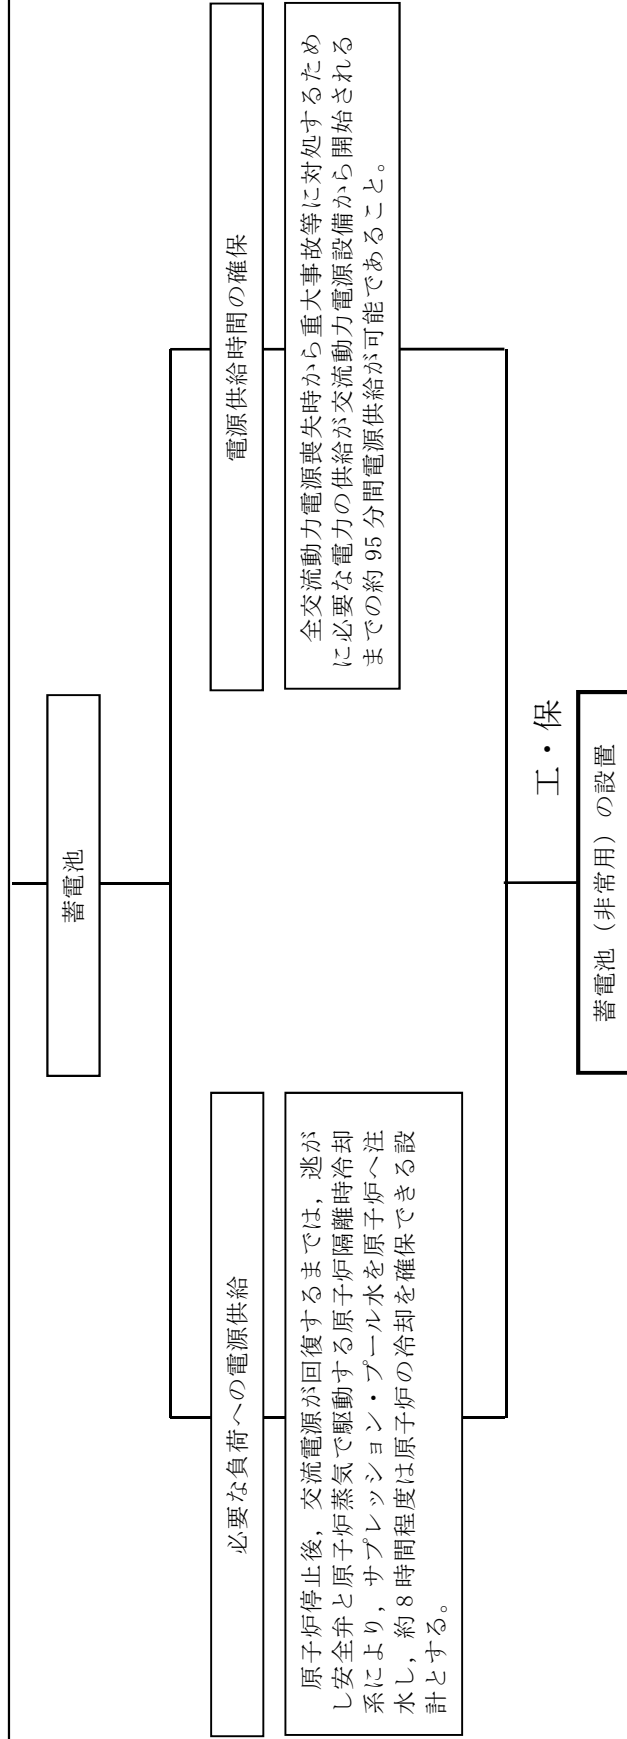 蓄電池
必要な負荷への電源供給
原子炉停止後，交流電源が回復するまでは，逃が
し安全弁と原子炉蒸気で駆動する原子炉隔離時冷却
系により，サプレッション・プール水を原子炉へ注
水し，約8時間程度は原子炉の冷却を確保できる設
計とする。
電源供給時間の確保
全交流動力電源喪失時から重大事故等に対処するため
に必要な電力の供給が交流動力電源設備から開始される
までの約 95 分間電源供給が可能であること。
工・保
蓄電池（非常用）の設置